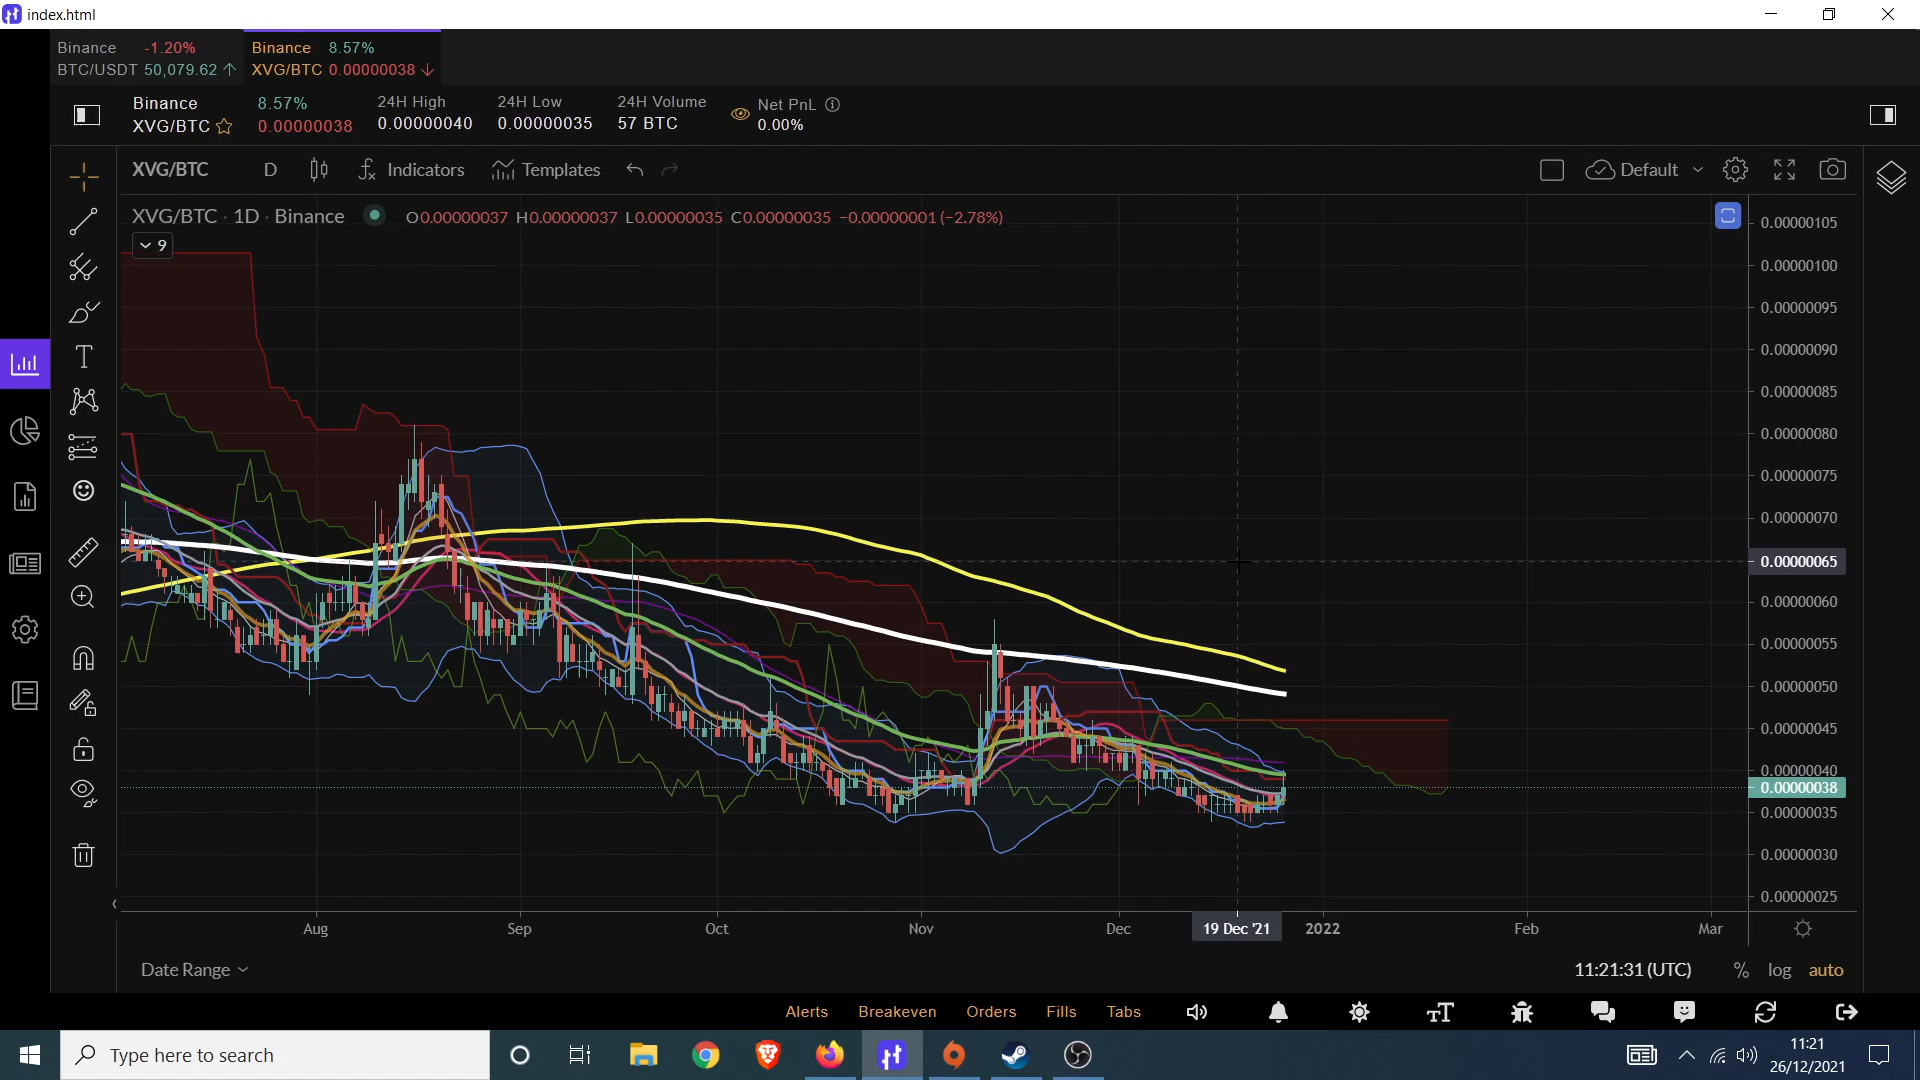 index.html
Binance -1.20%
BTC/USDT 50,079.62
Binance 8.57%
XVG/BTC 0.00000038
Binance
XVG/BTC
8.57%
0.00000038
24H High
0.00000040
24H Low
0.00000035
24H Volume
57 BTC
Net PnL
0.00%
XVG/BTC D Indicators Templates Default
XVG/BTC · 1D · Binance O0.00000037 H0.00000037 L0.00000035 C0.00000035 −0.00000001 (−2.78%)
9
0.00000105
0.00000100
0.00000095
0.00000090
0.00000085
0.00000080
0.00000075
0.00000070
0.00000065
0.00000060
0.00000055
0.00000050
0.00000045
0.00000040
0.00000038
0.00000035
0.00000030
0.00000025
Aug Sep Oct Nov Dec 19 Dec '21 2022 Feb Mar
Date Range 11:21:31 (UTC) % log auto
Alerts Breakeven Orders Fills Tabs
Type here to search
11:21
26/12/2021